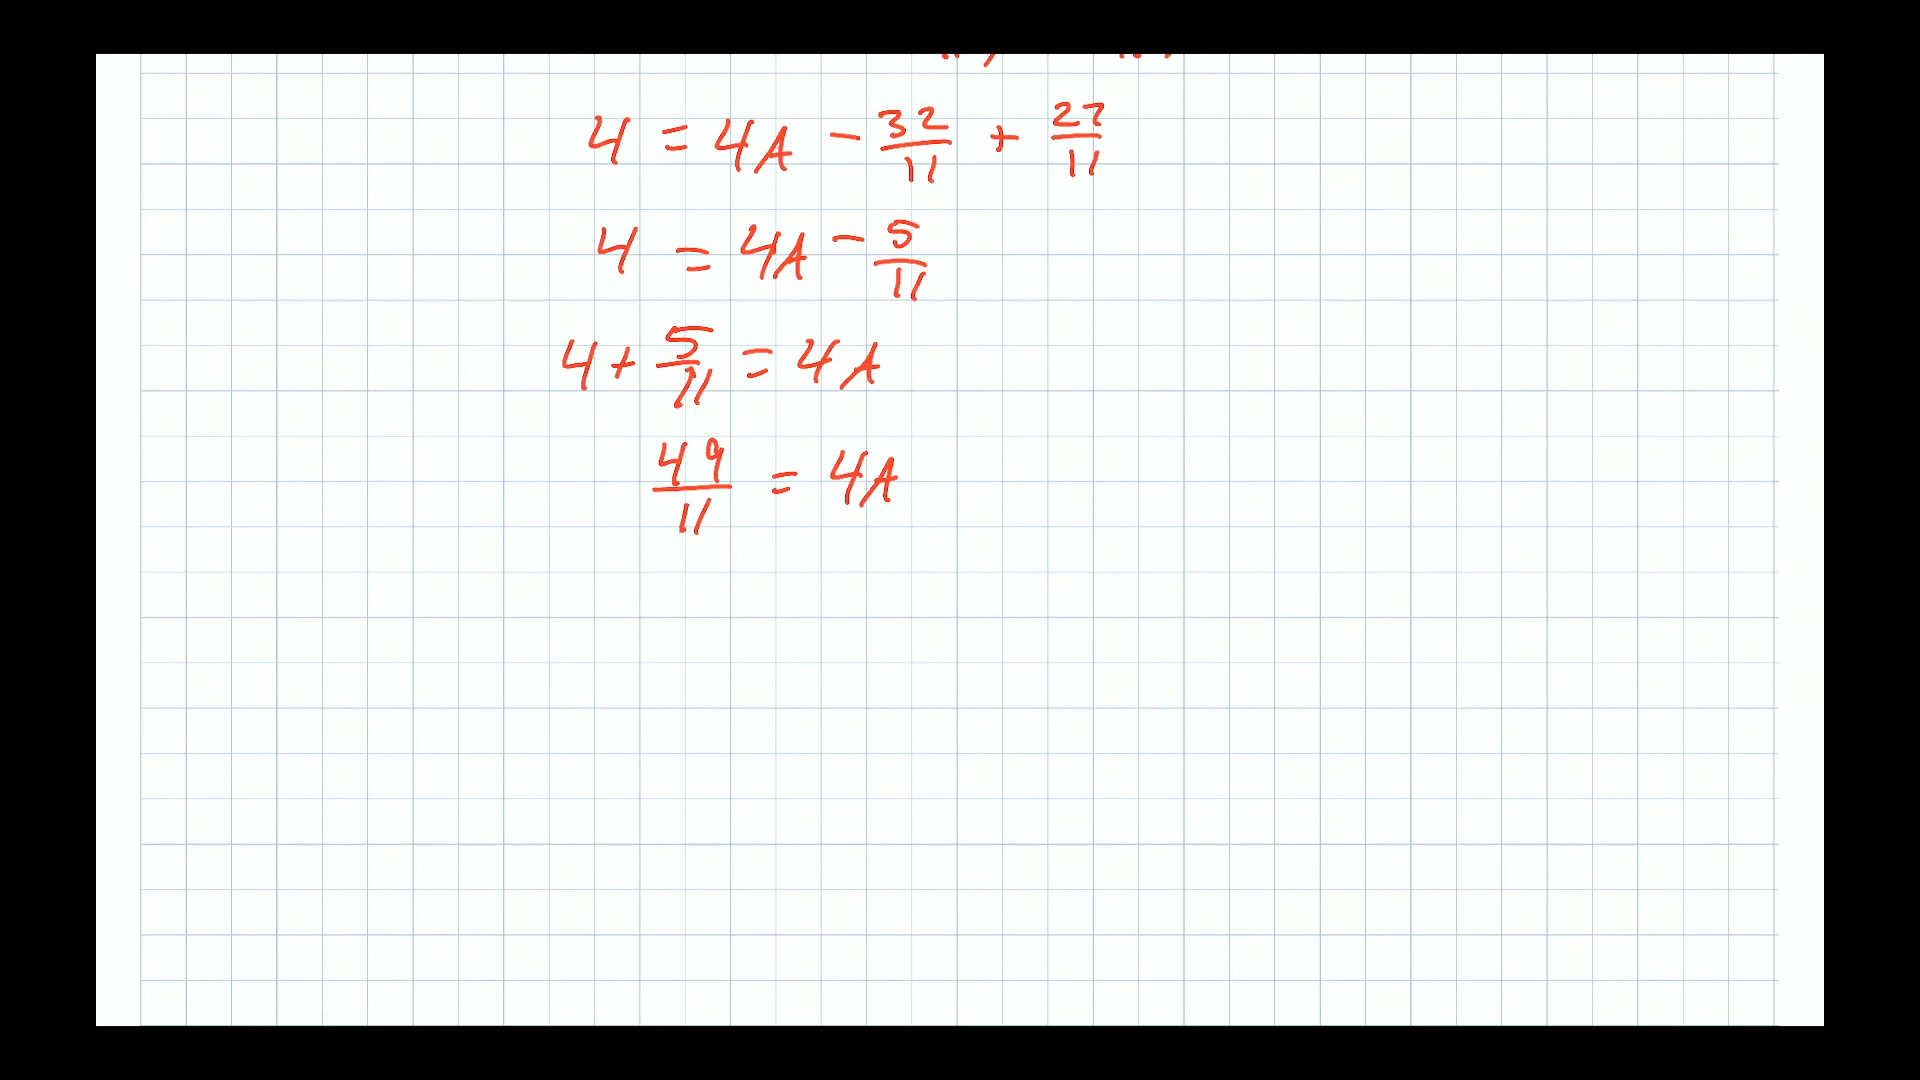 4 = 4A - 32/11 + 27/11
4 = 4A - 5/11
4 + 5/11 = 4A
49/11 = 4A